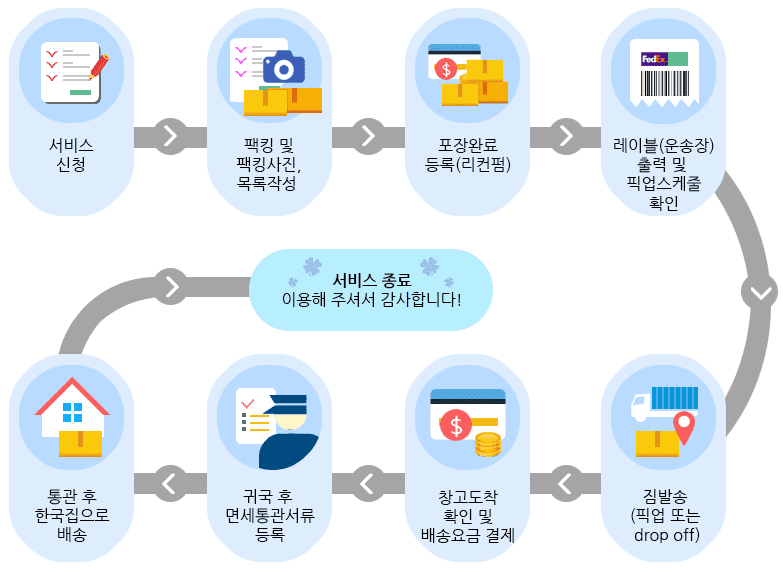 서비스
신청
팩킹 및
팩킹사진,
목록작성
$
포장완료
등록(리컨펌)
FedEx
레이블(운송장)
출력 및
픽업스케줄
확인
짐발송
(픽업 또는
drop off)
$
창고도착
확인 및
배송요금 결제
귀국 후
면세통관서류
등록
통관 후
한국집으로
배송
서비스 종료
이용해 주셔서 감사합니다!